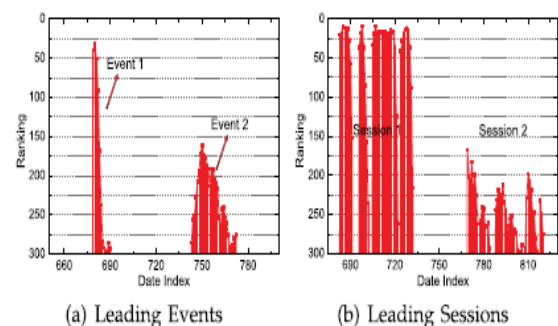 0
50
100
150
200
250
300
Ranking
Event 1
Event 2
660
690
720
750
780
Date Index
(a) Leading Events
0
50
100
150
200
250
300
Ranking
Session 1
Session 2
690
720
750
780
810
Date Index
(b) Leading Sessions